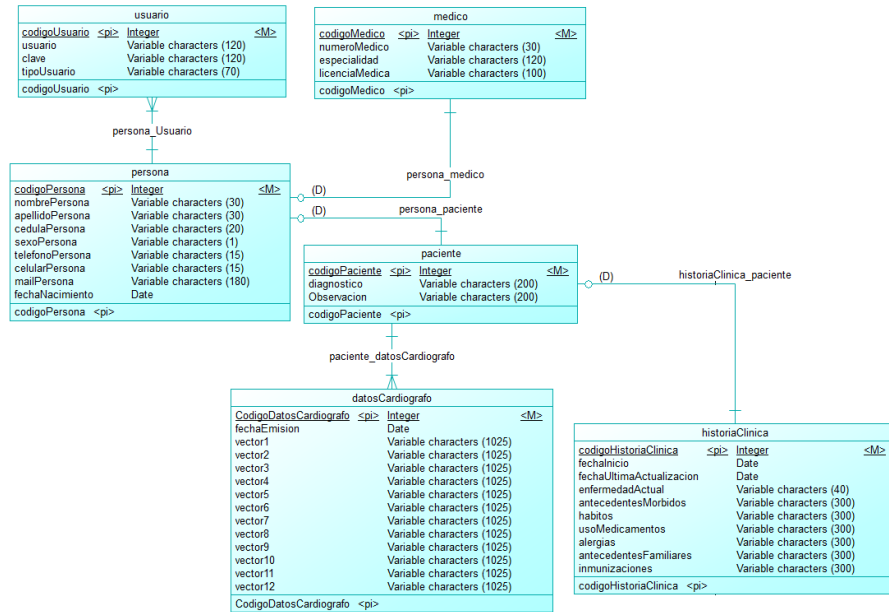 usuario
codigoUsuario <pi> Integer <M>
usuario Variable characters (120)
clave Variable characters (120)
tipoUsuario Variable characters (70)
codigoUsuario <pi>
medico
codigoMedico <pi> Integer <M>
numeroMedico Variable characters (30)
especialidad Variable characters (120)
licenciaMedica Variable characters (100)
codigoMedico <pi>
persona_Usuario
persona_medico
persona
codigoPersona <pi> Integer <M>
nombrePersona Variable characters (30)
apellidoPersona Variable characters (30)
cedulaPersona Variable characters (20)
sexoPersona Variable characters (1)
telefonoPersona Variable characters (15)
celularPersona Variable characters (15)
mailPersona Variable characters (180)
fechaNacimiento Date
codigoPersona <pi>
(D)
(D)
persona_paciente
paciente
codigoPaciente <pi> Integer <M>
diagnostico Variable characters (200)
Observacion Variable characters (200)
codigoPaciente <pi>
(D)
historiaClinica_paciente
paciente_datosCardiografo
datosCardiografo
CodigoDatosCardiografo <pi> Integer <M>
fechaEmision Date
vector1 Variable characters (1025)
vector2 Variable characters (1025)
vector3 Variable characters (1025)
vector4 Variable characters (1025)
vector5 Variable characters (1025)
vector6 Variable characters (1025)
vector7 Variable characters (1025)
vector8 Variable characters (1025)
vector9 Variable characters (1025)
vector10 Variable characters (1025)
vector11 Variable characters (1025)
vector12 Variable characters (1025)
CodigoDatosCardiografo <pi>
historiaClinica
codigoHistoriaClinica <pi> Integer <M>
fechaInicio Date
fechaUltimaActualizacion Date
enfermedadActual Variable characters (40)
antecedentesMorbidos Variable characters (300)
habitos Variable characters (300)
usoMedicamentos Variable characters (300)
alergias Variable characters (300)
antecedentesFamiliares Variable characters (300)
inmunizaciones Variable characters (300)
codigoHistoriaClinica <pi>